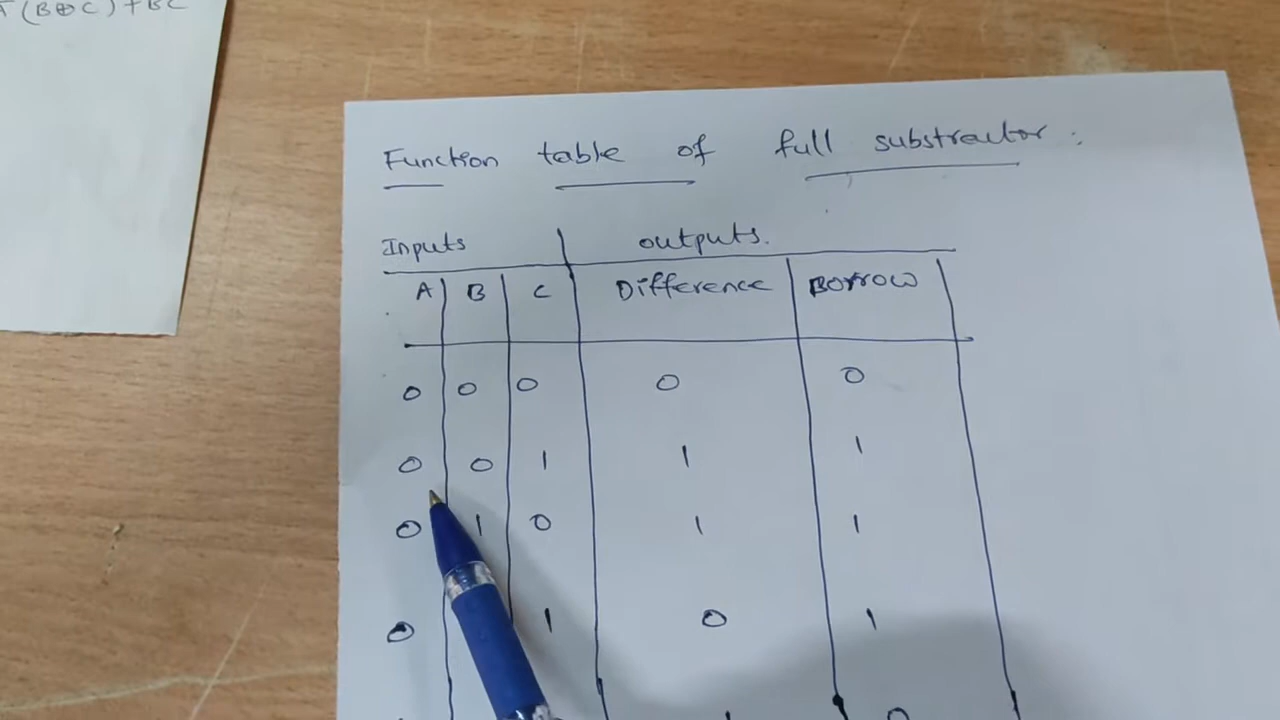 A (B⊕C) + BC
Function table of full substractor :
Inputs outputs.
A B C Difference Borrow
0 0 0 0 0
0 0 1 1 1
0 1 0 1 1
0 1 0 1